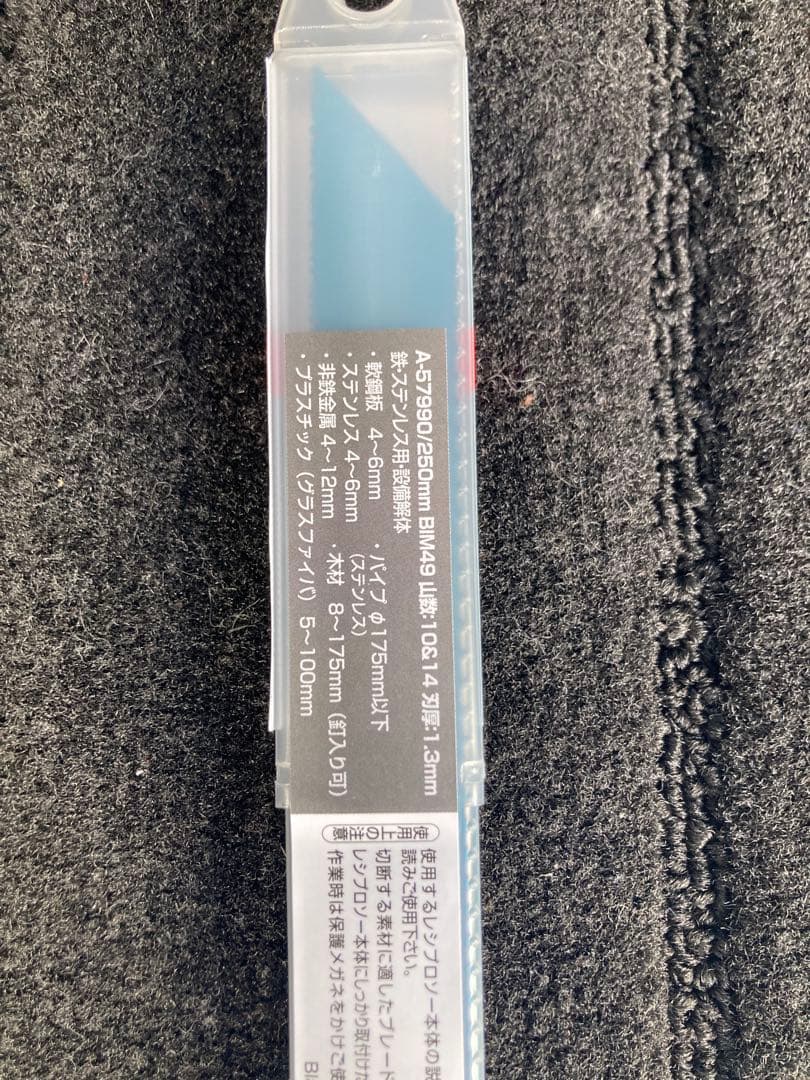 A-57990/250mm BIM49 山数:10&14 刃厚:1.3mm
鉄・ステンレス用・設備解体
・軟鋼板 4〜6mm ・パイプ φ175mm以下
・ステンレス 4〜6mm (ステンレス)
・非鉄金属 4〜12mm ・木材 8〜175mm(釘入り可)
・プラスチック(グラスファイバ) 5〜100mm
使用上の注意
使用するレシプロソー本体の説
読みご使用下さい。
切断する素材に適したブレード
レシプロソー本体にしっかり取付けた
作業時は保護メガネをかけご使